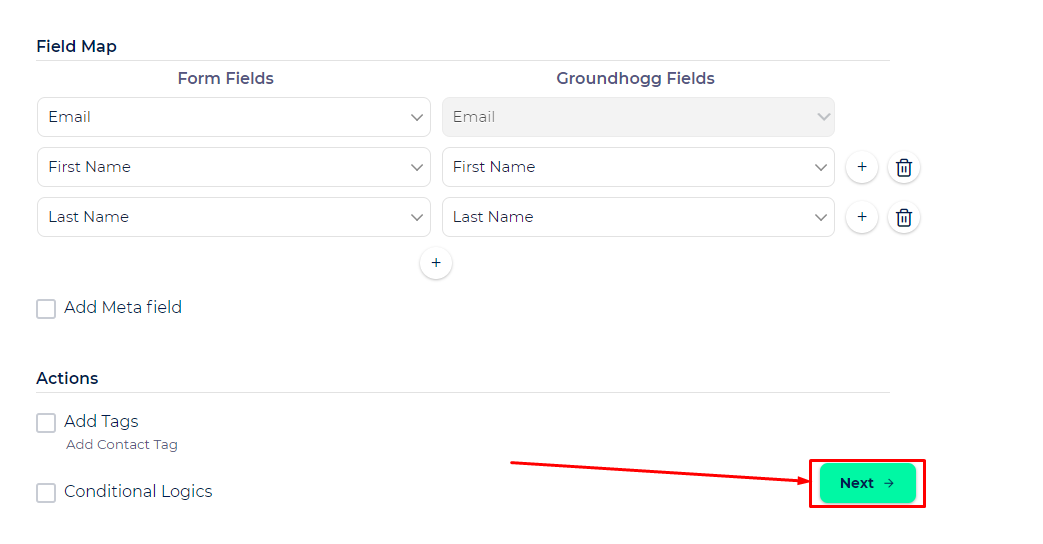 Field Map
Form Fields Groundhogg Fields
Email Email
First Name First Name +
Last Name Last Name +
+
Add Meta field
Actions
Add Tags
Add Contact Tag
Conditional Logics
Next →